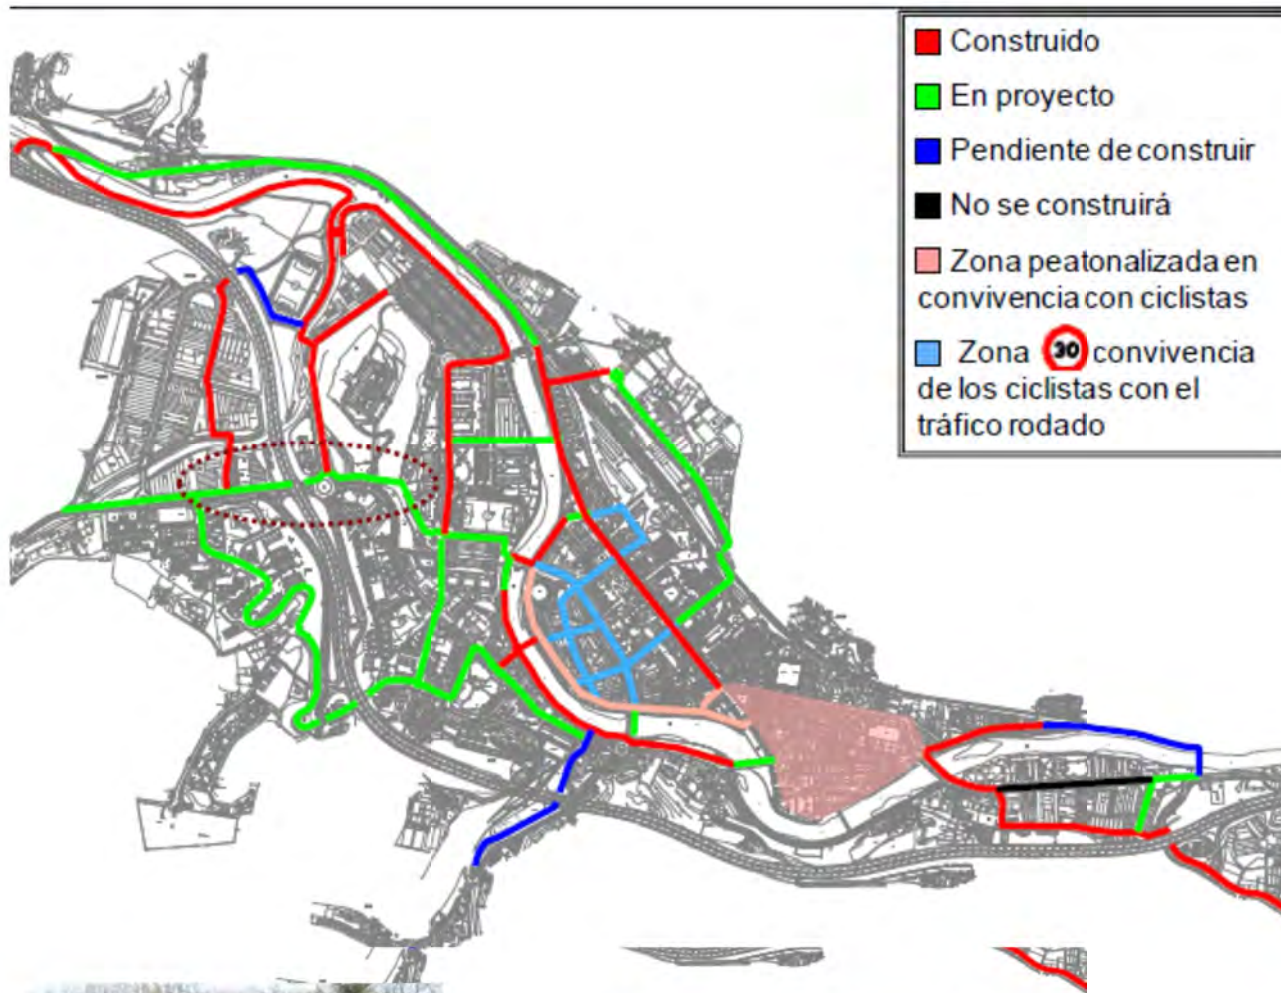 Construido
En proyecto
Pendiente de construir
No se construirá
Zona peatonalizada en
convivencia con ciclistas
Zona 30 convivencia
de los ciclistas con el
tráfico rodado